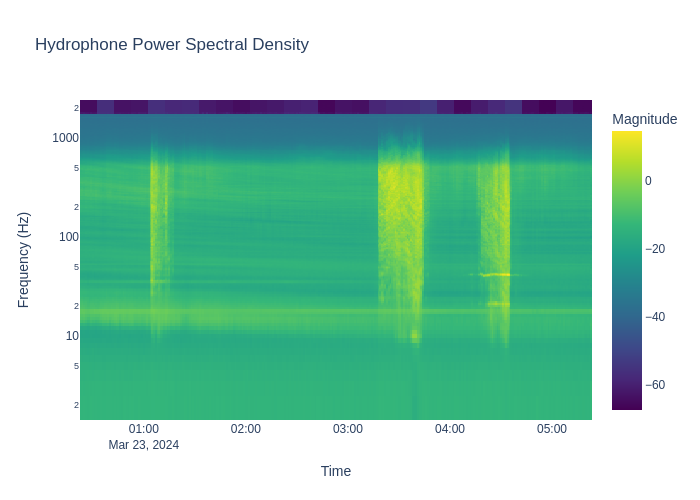 Hydrophone Power Spectral Density
Magnitude
2
1000
5
2
100
5
2
10
5
2
0
−20
−40
−60
Frequency (Hz)
01:00 02:00 03:00 04:00 05:00
Mar 23, 2024
Time